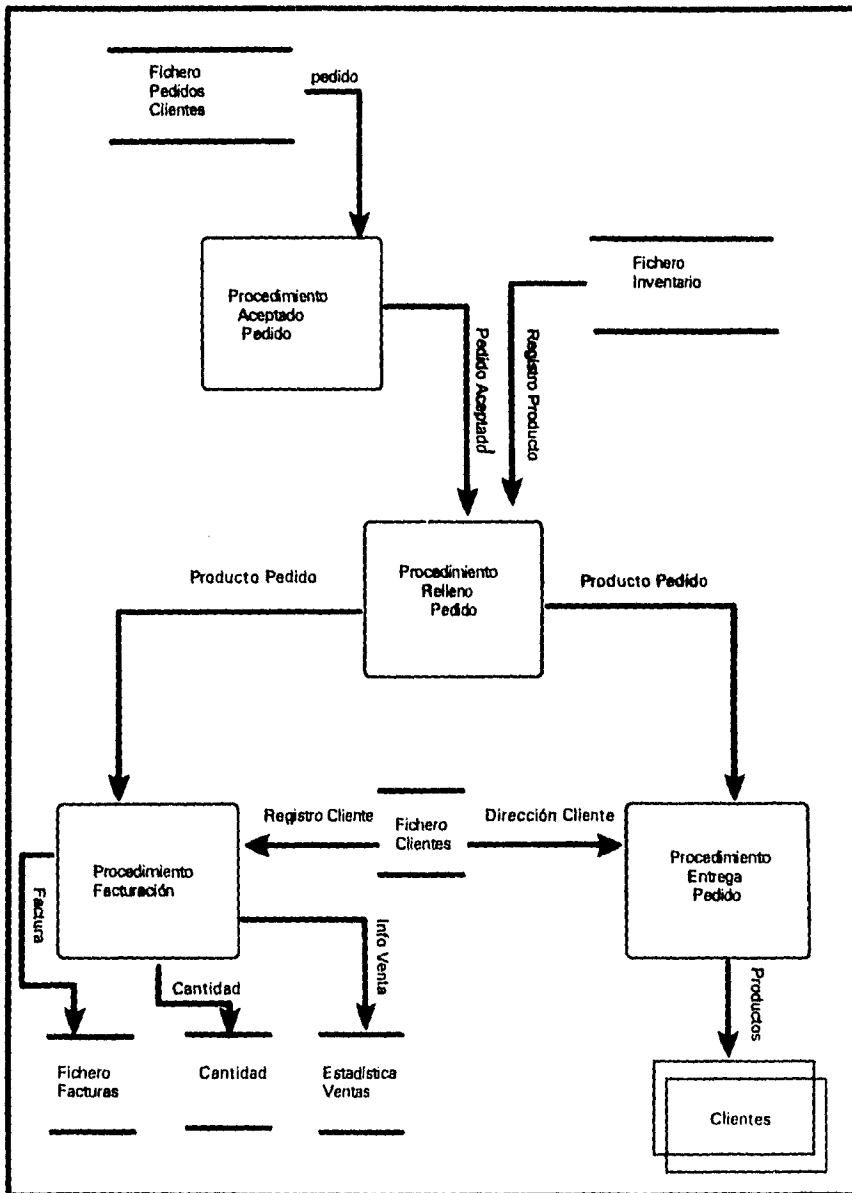 Fichero
Pedidos
Clientes
pedido
Procedimiento
Aceptado
Pedido
Fichero
Inventario
Pedido Aceptado
Registro Producto
Producto Pedido
Procedimiento
Relleno
Pedido
Producto Pedido
Registro Cliente
Fichero
Clientes
Dirección Cliente
Procedimiento
Facturación
Procedimiento
Entrega
Pedido
Factura
Cantidad
Info Venta
Productos
Fichero
Facturas
Cantidad
Estadística
Ventas
Clientes